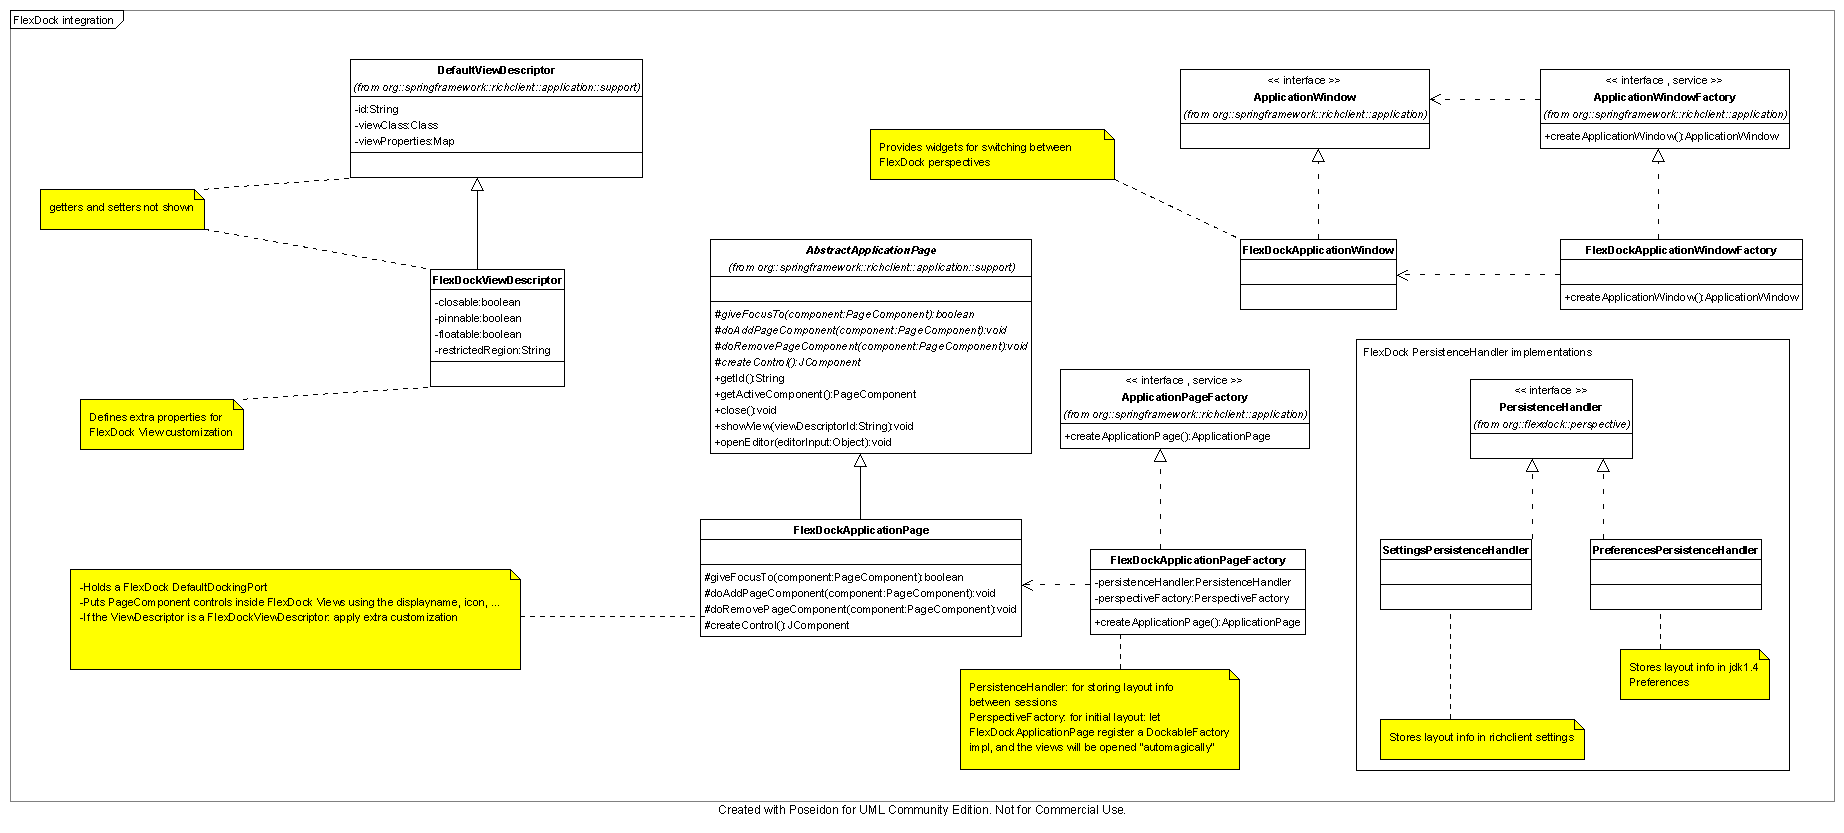 FlexDock integration
DefaultViewDescriptor
(from org::springframework::richclient::application::support)
-id:String
-viewClass:Class
-viewProperties:Map
getters and setters not shown
FlexDockViewDescriptor
-closable:boolean
-pinnable:boolean
-floatable:boolean
-restrictedRegion:String
Defines extra properties for
FlexDock View customization
AbstractApplicationPage
(from org::springframework::richclient::application::support)
#giveFocusTo(component:PageComponent):boolean
#doAddPageComponent(component:PageComponent):void
#doRemovePageComponent(component:PageComponent):void
#createControl():JComponent
+getId():String
+getActiveComponent():PageComponent
+close():void
+showView(viewDescriptorId:String):void
+openEditor(editorInput:Object):void
FlexDockApplicationPage
#giveFocusTo(component:PageComponent):boolean
#doAddPageComponent(component:PageComponent):void
#doRemovePageComponent(component:PageComponent):void
#createControl():JComponent
-Holds a FlexDock DefaultDockingPort
-Puts PageComponent controls inside FlexDock Views using the displayname, icon, ...
-If the ViewDescriptor is a FlexDockViewDescriptor: apply extra customization
Provides widgets for switching between
FlexDock perspectives
<< interface >>
ApplicationWindow
(from org::springframework::richclient::application)
<< interface , service >>
ApplicationWindowFactory
(from org::springframework::richclient::application)
+createApplicationWindow():ApplicationWindow
FlexDockApplicationWindow
FlexDockApplicationWindowFactory
+createApplicationWindow():ApplicationWindow
<< interface , service >>
ApplicationPageFactory
(from org::springframework::richclient::application)
+createApplicationPage():ApplicationPage
FlexDockApplicationPageFactory
-persistenceHandler:PersistenceHandler
-perspectiveFactory:PerspectiveFactory
+createApplicationPage():ApplicationPage
PersistenceHandler: for storing layout info
between sessions
PerspectiveFactory: for initial layout: let
FlexDockApplicationPage register a DockableFactory
impl, and the views will be opened "automagically"
FlexDock PersistenceHandler implementations
<< interface >>
PersistenceHandler
(from org::flexdock::perspective)
SettingsPersistenceHandler
PreferencesPersistenceHandler
Stores layout info in jdk1.4
Preferences
Stores layout info in richclient settings
Created with Poseidon for UML Community Edition. Not for Commercial Use.